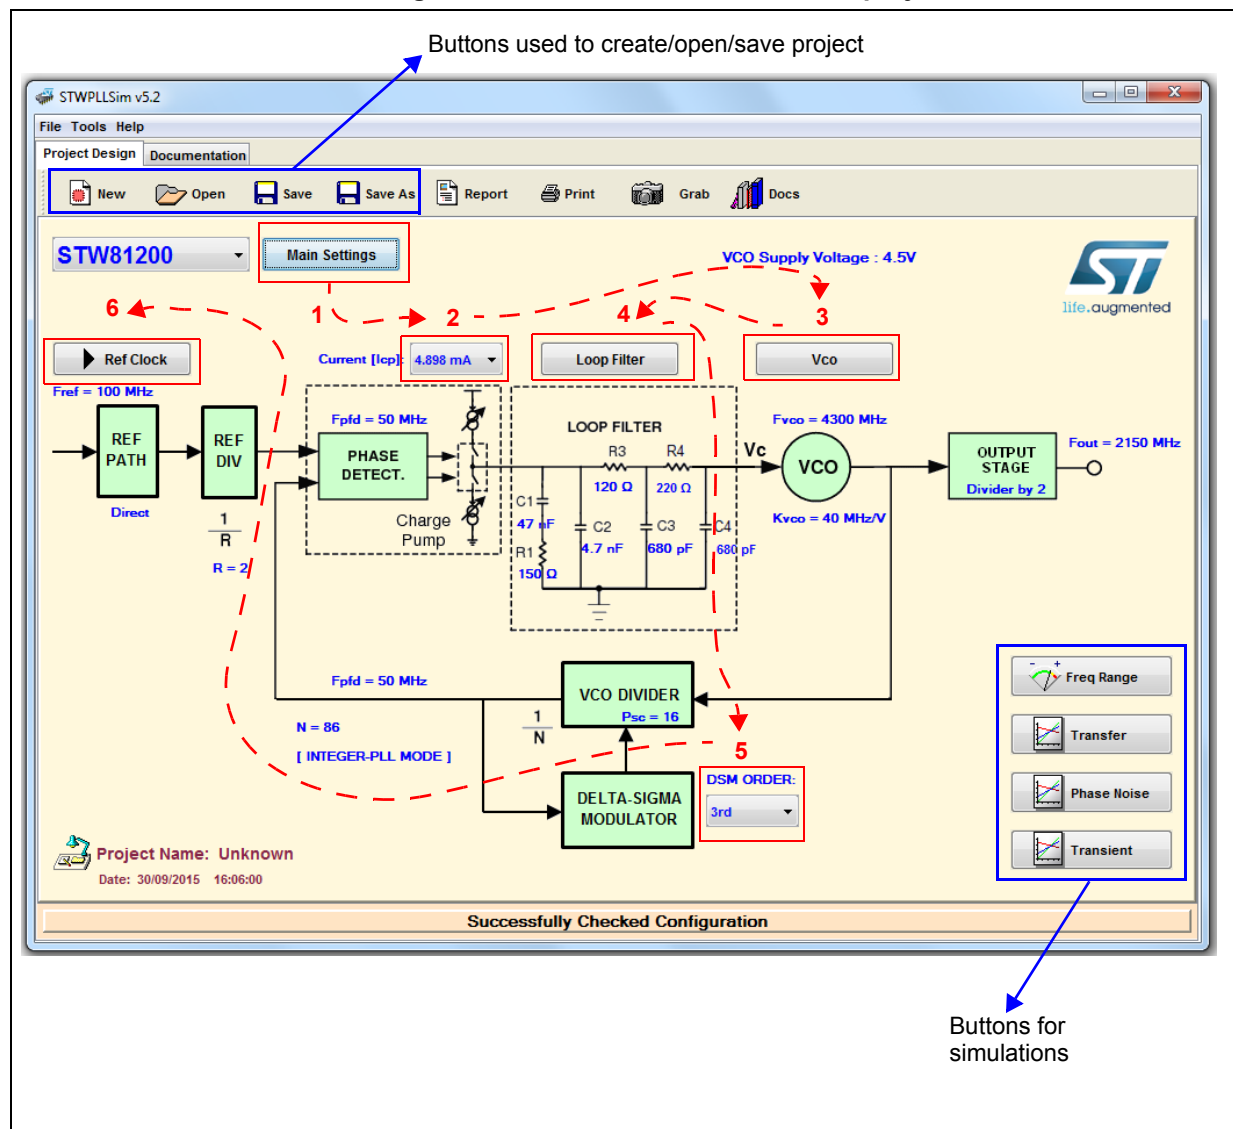 Buttons used to create/open/save project
STWPLLSim v5.2
File Tools Help
Project Design Documentation
New Open Save Save As Report Print Grab Docs
STW81200 Main Settings
VCO Supply Voltage : 4.5V
life.augmented
6 1 2 4 3
Ref Clock Current [Icp]: 4.898 mA Loop Filter Vco
Fref = 100 MHz
Fpfd = 50 MHz Fvco = 4300 MHz
LOOP FILTER
REF PATH
REF DIV
PHASE DETECT.
R3 R4 Vc
VCO
OUTPUT STAGE
Divider by 2
Fout = 2150 MHz
120 Ω 220 Ω
Direct
1
R
R = 2
Charge Pump
C1
47 nF
R1
150 Ω
C2
4.7 nF
C3
680 pF
C4
680 pF
Kvco = 40 MHz/V
Fpfd = 50 MHz
VCO DIVIDER
Psc = 16
1
N
N = 86
[ INTEGER-PLL MODE ]
5
DSM ORDER:
3rd
DELTA-SIGMA MODULATOR
- +
Freq Range
Transfer
Phase Noise
Transient
Project Name: Unknown
Date: 30/09/2015 16:06:00
Successfully Checked Configuration
Buttons for
simulations